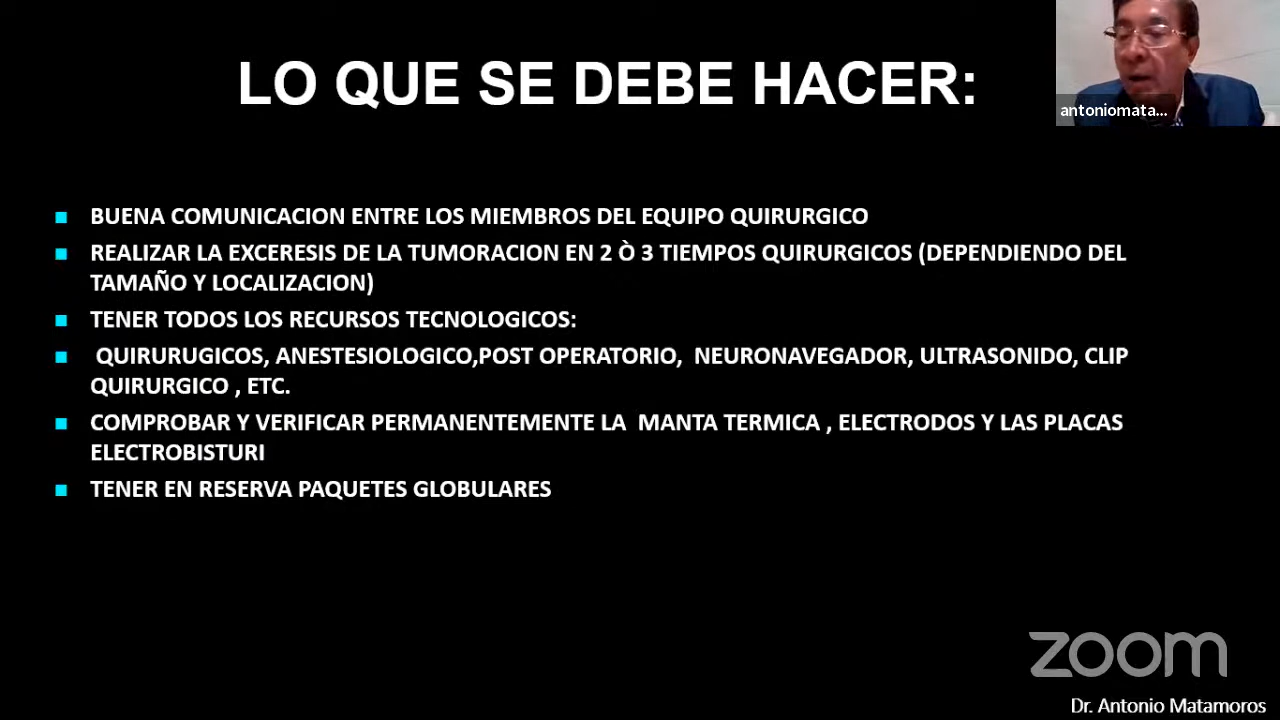 LO QUE SE DEBE HACER:
antoniomata...
BUENA COMUNICACION ENTRE LOS MIEMBROS DEL EQUIPO QUIRURGICO
REALIZAR LA EXCERESIS DE LA TUMORACION EN 2 Ò 3 TIEMPOS QUIRURGICOS (DEPENDIENDO DEL
TAMAÑO Y LOCALIZACION)
TENER TODOS LOS RECURSOS TECNOLOGICOS:
QUIRURUGICOS, ANESTESIOLOGICO,POST OPERATORIO, NEURONAVEGADOR, ULTRASONIDO, CLIP
QUIRURGICO , ETC.
COMPROBAR Y VERIFICAR PERMANENTEMENTE LA MANTA TERMICA , ELECTRODOS Y LAS PLACAS
ELECTROBISTURI
TENER EN RESERVA PAQUETES GLOBULARES
zoom
Dr. Antonio Matamoros